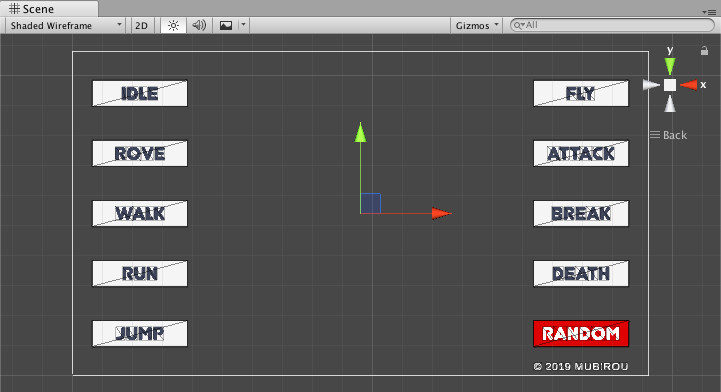 Scene
Shaded Wireframe
2D
Gizmos
All
y
x
Back
IDLE
FLY
ROVE
ATTACK
WALK
BREAK
RUN
DEATH
JUMP
RANDOM
© 2019 MUBIROU